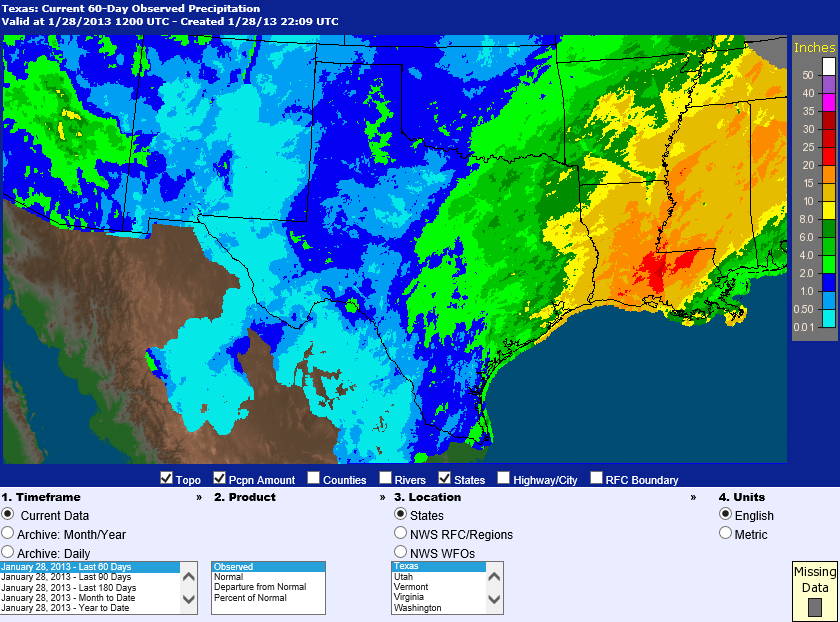 Texas: Current 60-Day Observed Precipitation
Valid at 1/28/2013 1200 UTC - Created 1/28/13 22:09 UTC
Inches
50
40
35
30
25
20
15
10
8.0
6.0
4.0
2.0
1.0
0.50
0.01
Topo Pcpn Amount Counties Rivers States Highway/City RFC Boundary
1. Timeframe » 2. Product » 3. Location » 4. Units
Current Data States English
Archive: Month/Year NWS RFC/Regions Metric
Archive: Daily NWS WFOs
January 28, 2013 - Last 60 Days Observed Texas
January 28, 2013 - Last 90 Days Normal Utah
January 28, 2013 - Last 180 Days Departure from Normal Vermont
January 28, 2013 - Month to Date Percent of Normal Virginia
January 28, 2013 - Year to Date Washington
Missing
Data